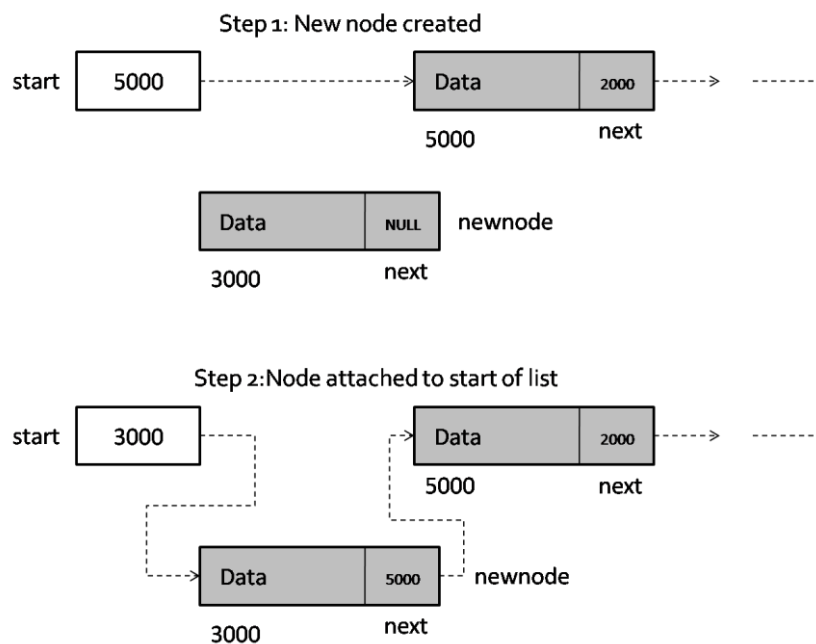 Step 1: New node created
start 5000 Data 2000
5000 next
Data NULL newnode
3000 next
Step 2:Node attached to start of list
start 3000 Data 2000
5000 next
Data 5000 newnode
3000 next